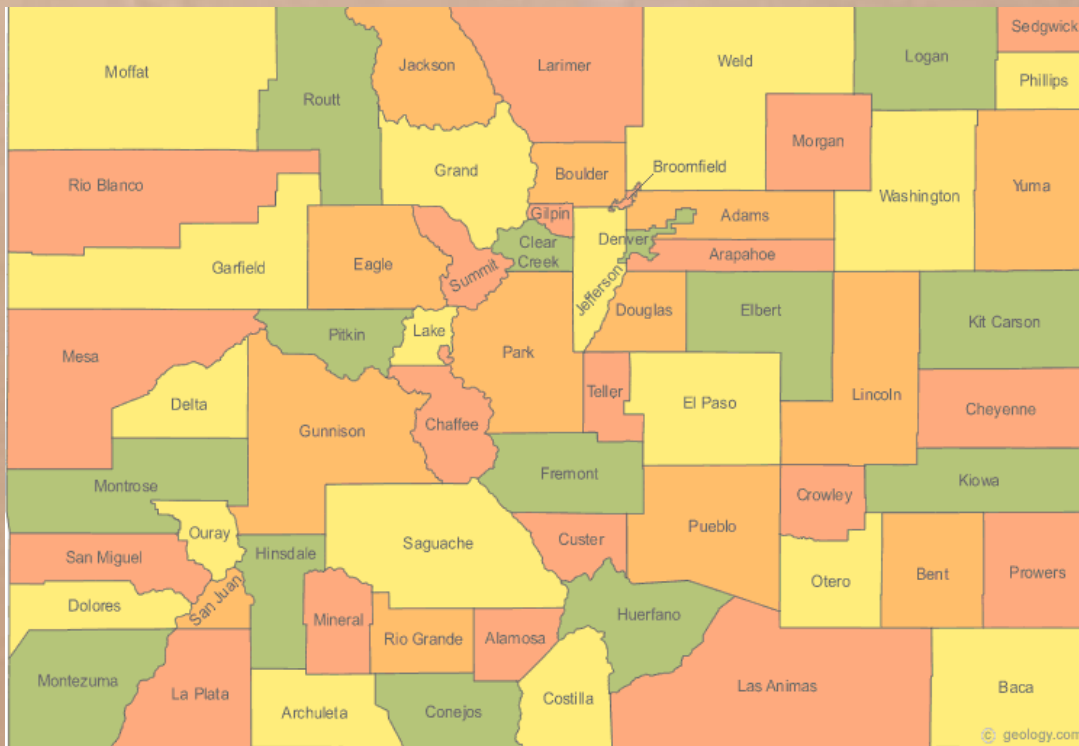 Moffat
Routt
Jackson
Larimer
Weld
Logan
Sedgwick
Phillips
Morgan
Rio Blanco
Grand
Boulder
Broomfield
Washington
Yuma
Gilpin
Adams
Garfield
Eagle
Summit
Clear
Creek
Denver
Arapahoe
Jefferson
Mesa
Pitkin
Lake
Park
Douglas
Elbert
Kit Carson
Delta
Gunnison
Chaffee
Teller
El Paso
Lincoln
Cheyenne
Montrose
Fremont
Kiowa
Ouray
Hinsdale
Saguache
Custer
Pueblo
Crowley
San Miguel
Otero
Bent
Prowers
Dolores
San Juan
Mineral
Rio Grande
Alamosa
Huerfano
Montezuma
La Plata
Archuleta
Conejos
Costilla
Las Animas
Baca
© geology.com